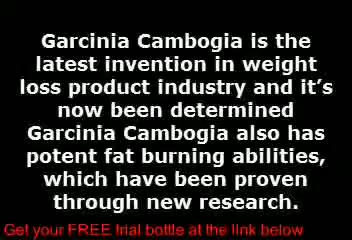 Garcinia Cambogia is the
latest invention in weight
loss product industry and it’s
now been determined
Garcinia Cambogia also has
potent fat burning abilities,
which have been proven
through new research.
Get your FREE trial bottle at the link below